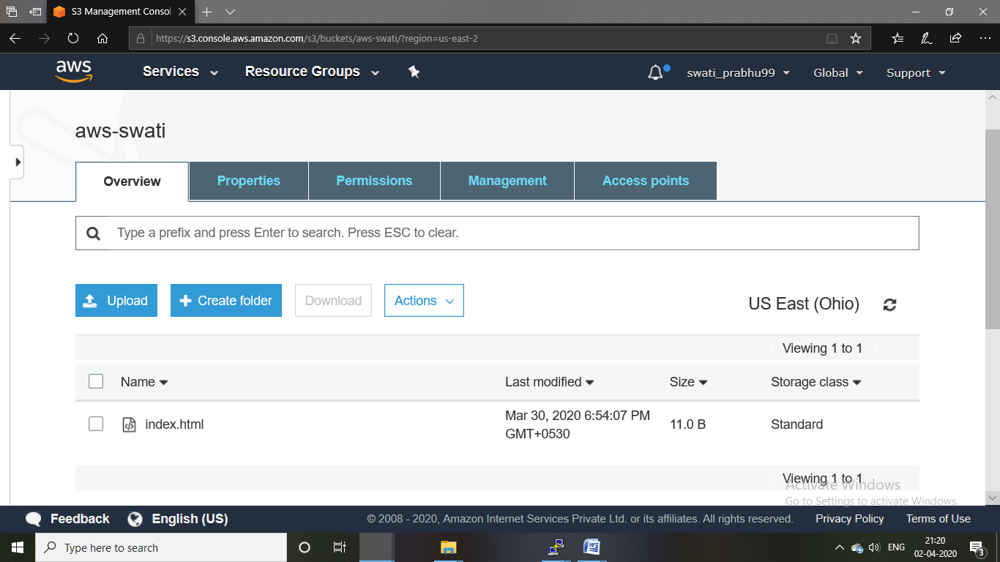 S3 Management Consol
https://s3.console.aws.amazon.com/s3/buckets/aws-swati/?region=us-east-2
aws Services Resource Groups swati_prabhu99 Global Support
aws-swati
Overview Properties Permissions Management Access points
Type a prefix and press Enter to search. Press ESC to clear.
Upload Create folder Download Actions US East (Ohio)
Viewing 1 to 1
Name Last modified Size Storage class
index.html Mar 30, 2020 6:54:07 PM GMT+0530 11.0 B Standard
Viewing 1 to 1
Activate Windows
Go to Settings to activate Windows.
Feedback English (US) © 2008 - 2020, Amazon Internet Services Private Ltd. or its affiliates. All rights reserved. Privacy Policy Terms of Use
Type here to search ENG 21:20
02-04-2020 3